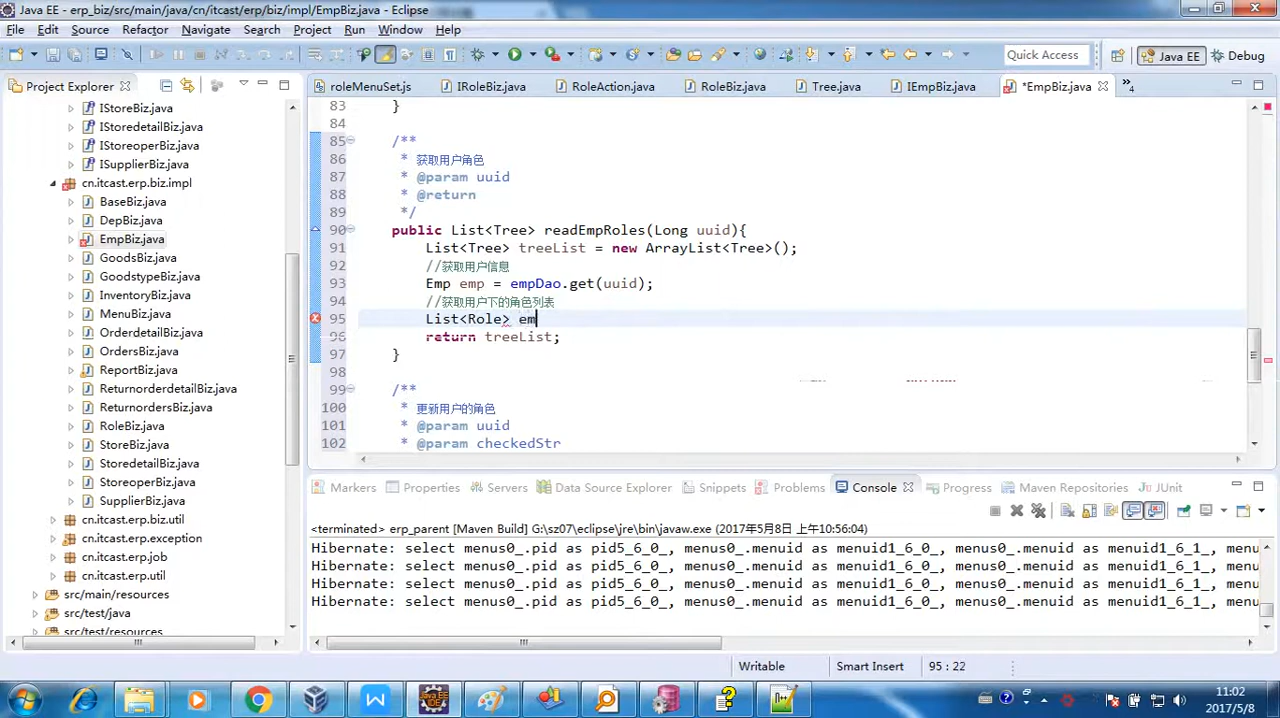 Java EE - erp_biz/src/main/java/cn/itcast/erp/biz/impl/EmpBiz.java - Eclipse
File Edit Source Refactor Navigate Search Project Run Window Help
Quick Access
Java EE
Debug
Project Explorer
IStoreBiz.java
IStoredetailBiz.java
IStoreoperBiz.java
ISupplierBiz.java
cn.itcast.erp.biz.impl
BaseBiz.java
DepBiz.java
EmpBiz.java
GoodsBiz.java
GoodstypeBiz.java
InventoryBiz.java
MenuBiz.java
OrderdetailBiz.java
OrdersBiz.java
ReportBiz.java
ReturnorderdetailBiz.java
ReturnordersBiz.java
RoleBiz.java
StoreBiz.java
StoredetailBiz.java
StoreoperBiz.java
SupplierBiz.java
cn.itcast.erp.biz.util
cn.itcast.erp.exception
cn.itcast.erp.job
cn.itcast.erp.util
src/main/resources
src/test/java
src/test/resources
roleMenuSet.js IRoleBiz.java RoleAction.java RoleBiz.java Tree.java IEmpBiz.java *EmpBiz.java »4
83 }
84
85 /**
86 * 获取用户角色
87 * @param uuid
88 * @return
89 */
90 public List<Tree> readEmpRoles(Long uuid){
91 List<Tree> treeList = new ArrayList<Tree>();
92 //获取用户信息
93 Emp emp = empDao.get(uuid);
94 //获取用户下的角色列表
95 List<Role> em
96 return treeList;
97 }
98
99 /**
100 * 更新用户的角色
101 * @param uuid
102 * @param checkedStr
Markers Properties Servers Data Source Explorer Snippets Problems Console Progress Maven Repositories JUnit
<terminated> erp_parent [Maven Build] G:\sz07\eclipse\jre\bin\javaw.exe (2017年5月8日 上午10:56:04)
Hibernate: select menus0_.pid as pid5_6_0_, menus0_.menuid as menuid1_6_0_, menus0_.menuid as menuid1_6_1_, menu
Hibernate: select menus0_.pid as pid5_6_0_, menus0_.menuid as menuid1_6_0_, menus0_.menuid as menuid1_6_1_, menu
Hibernate: select menus0_.pid as pid5_6_0_, menus0_.menuid as menuid1_6_0_, menus0_.menuid as menuid1_6_1_, menu
Hibernate: select menus0_.pid as pid5_6_0_, menus0_.menuid as menuid1_6_0_, menus0_.menuid as menuid1_6_1_, menu
Writable Smart Insert 95 : 22
11:02
2017/5/8